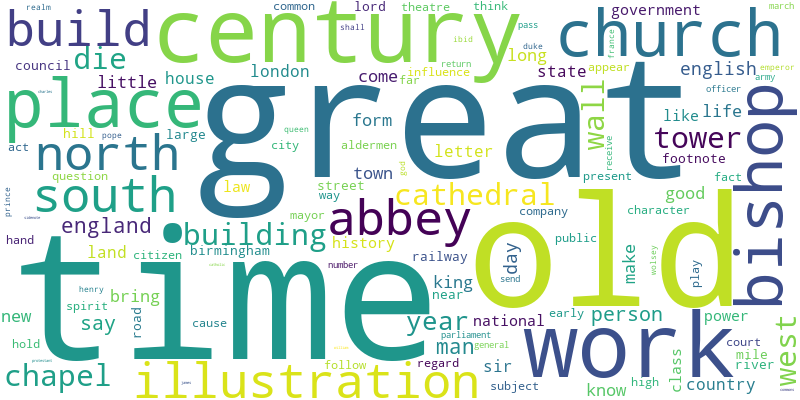 realm common lord theatre think march
build century church government
shall pass
ibid duke
die long france
council little house london come far influence state appear english emperor
army
place great wall officer bishop
charter large form like life
north hill pope tower
act queen aldermen letter footnote
city receive
question town god present fact
south law street cathedral good
prince way company character
england mayor abbey old
building history public
hand birmingham railway day make wolsey
land citizen number king send play
time near
henry
spirit bring
new say road cause year national early person power west
parliament court
hold man general work mile
class river
chapel illustration follow regard sir know high country
james subject